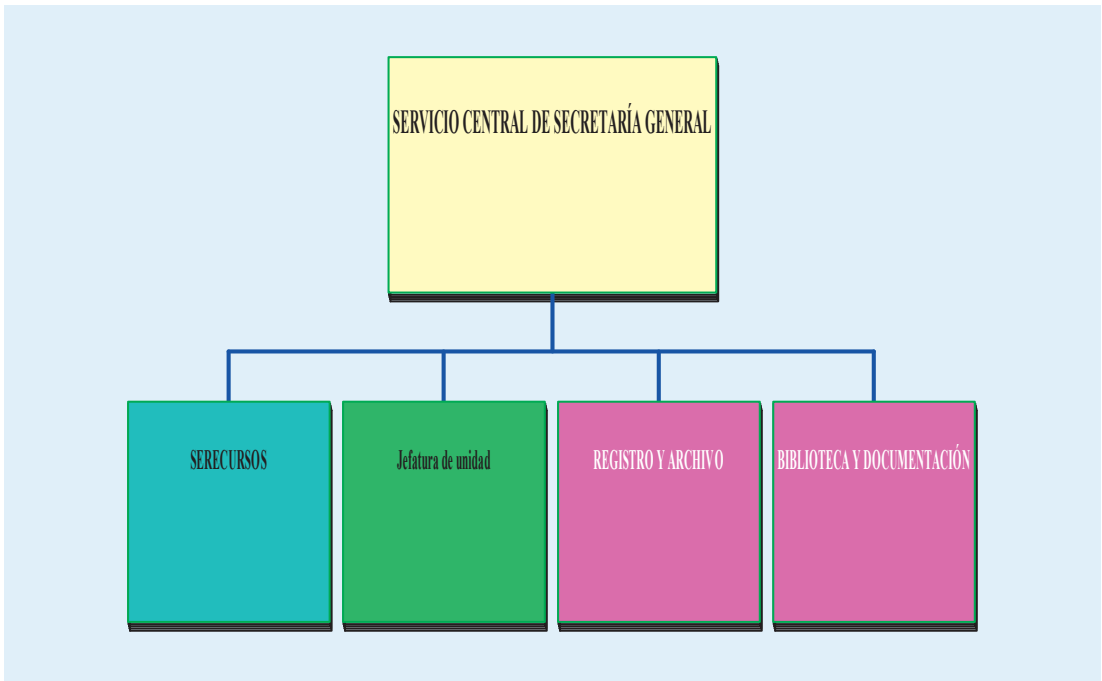 SERVICIO CENTRAL DE SECRETARÍA GENERAL
SERECURSOS
Jefatura de unidad
REGISTRO Y ARCHIVO
BIBLIOTECA Y DOCUMENTACIÓN